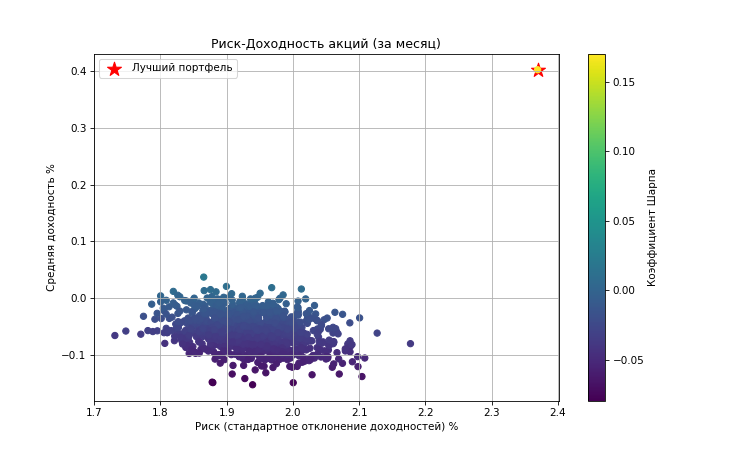 Риск-Доходность акций (за месяц)
Лучший портфель
Средняя доходность %
0.4
0.3
0.2
0.1
0.0
−0.1
1.7 1.8 1.9 2.0 2.1 2.2 2.3 2.4
Риск (стандартное отклонение доходностей) %
0.15
0.10
0.05
0.00
−0.05
Коэффициент Шарпа